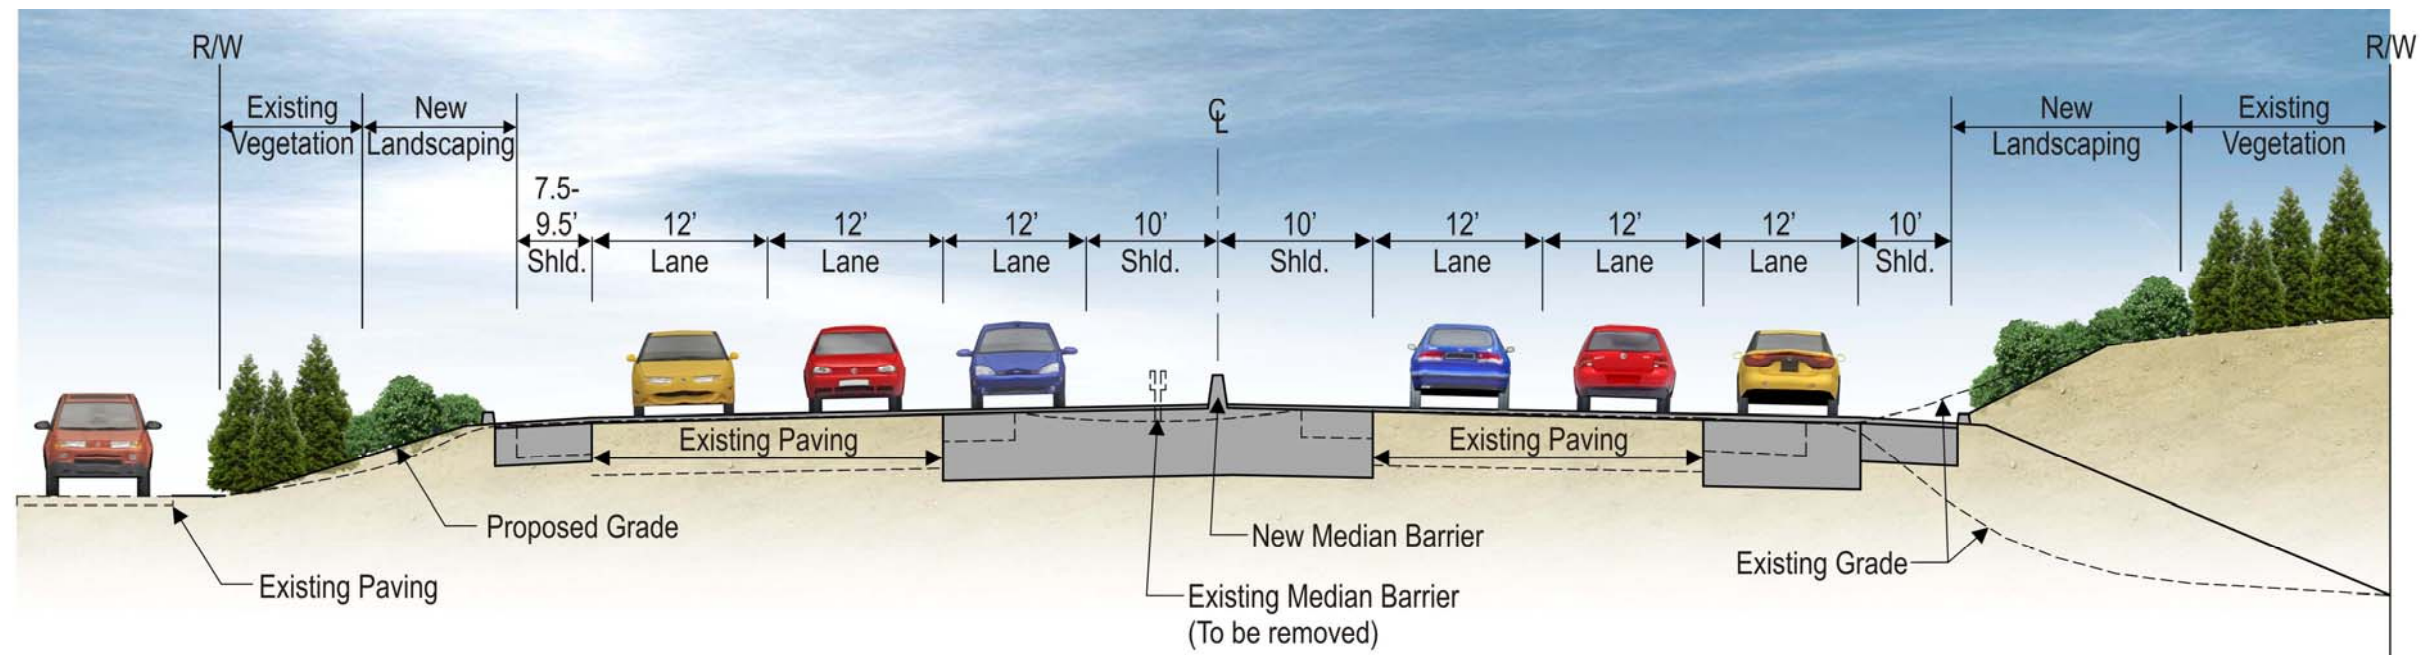 R/W
R/W
Existing
Vegetation
New
Landscaping
℄
New
Landscaping
Existing
Vegetation
7.5-
9.5’
Shld.
12’
Lane
12’
Lane
12’
Lane
10’
Shld.
10’
Shld.
12’
Lane
12’
Lane
12’
Lane
10’
Shld.
Existing Paving
Existing Paving
Proposed Grade
New Median Barrier
Existing Grade
Existing Paving
Existing Median Barrier
(To be removed)